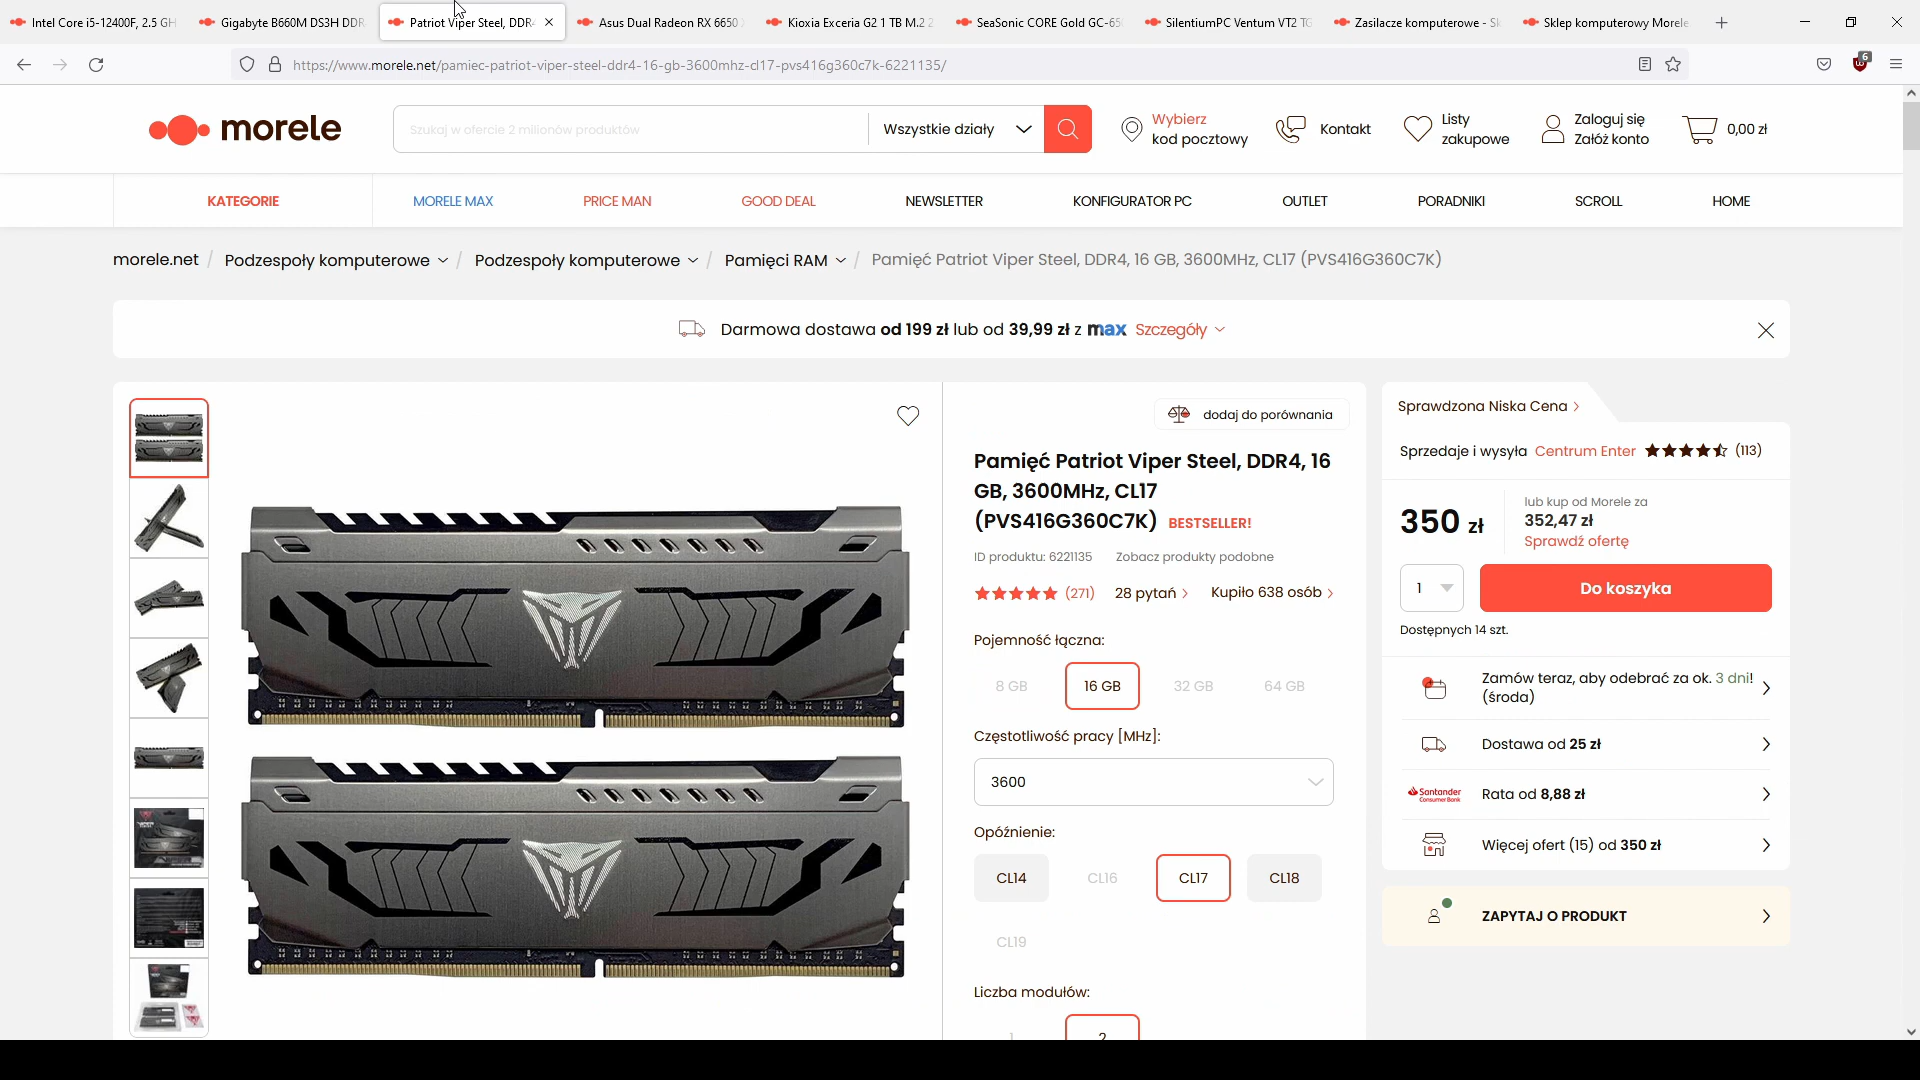 Intel Core i5-12400F, 2.5 GH
Gigabyte B660M DS3H DDR
Patriot Viper Steel, DDR4
Asus Dual Radeon RX 6650
Kioxia Exceria G2 1 TB M.2 2
SeaSonic CORE Gold GC-65
SilentiumPC Ventum VT2 TG
Zasilacze komputerowe - Sk
Sklep komputerowy Morele
https://www.morele.net/pamiec-patriot-viper-steel-ddr4-16-gb-3600mhz-cl17-pvs416g360c7k-6221135/
6
morele
Szukaj w ofercie 2 milionów produktów
Wszystkie działy
Wybierz
kod pocztowy
Kontakt
Listy
zakupowe
Zaloguj się
Załóż konto
0,00 zł
KATEGORIE
MORELE MAX
PRICE MAN
GOOD DEAL
NEWSLETTER
KONFIGURATOR PC
OUTLET
PORADNIKI
SCROLL
HOME
morele.net / Podzespoły komputerowe / Podzespoły komputerowe / Pamięci RAM / Pamięć Patriot Viper Steel, DDR4, 16 GB, 3600MHz, CL17 (PVS416G360C7K)
Darmowa dostawa od 199 zł lub od 39,99 zł z max Szczegóły
dodaj do porównania
Pamięć Patriot Viper Steel, DDR4, 16
GB, 3600MHz, CL17
(PVS416G360C7K) BESTSELLER!
ID produktu: 6221135 Zobacz produkty podobne
(271) 28 pytań Kupiło 638 osób
Pojemność łączna:
8 GB
16 GB
32 GB
64 GB
Częstotliwość pracy [MHz]:
3600
Opóźnienie:
CL14
CL16
CL17
CL18
CL19
Liczba modułów:
1
2
Sprawdzona Niska Cena
Sprzedaje i wysyła Centrum Enter (113)
350 zł
lub kup od Morele za
352,47 zł
Sprawdź ofertę
1
Do koszyka
Dostępnych 14 szt.
Zamów teraz, aby odebrać za ok. 3 dni!
(środa)
Dostawa od 25 zł
Santander
Consumer Bank
Rata od 8,88 zł
Więcej ofert (15) od 350 zł
ZAPYTAJ O PRODUKT